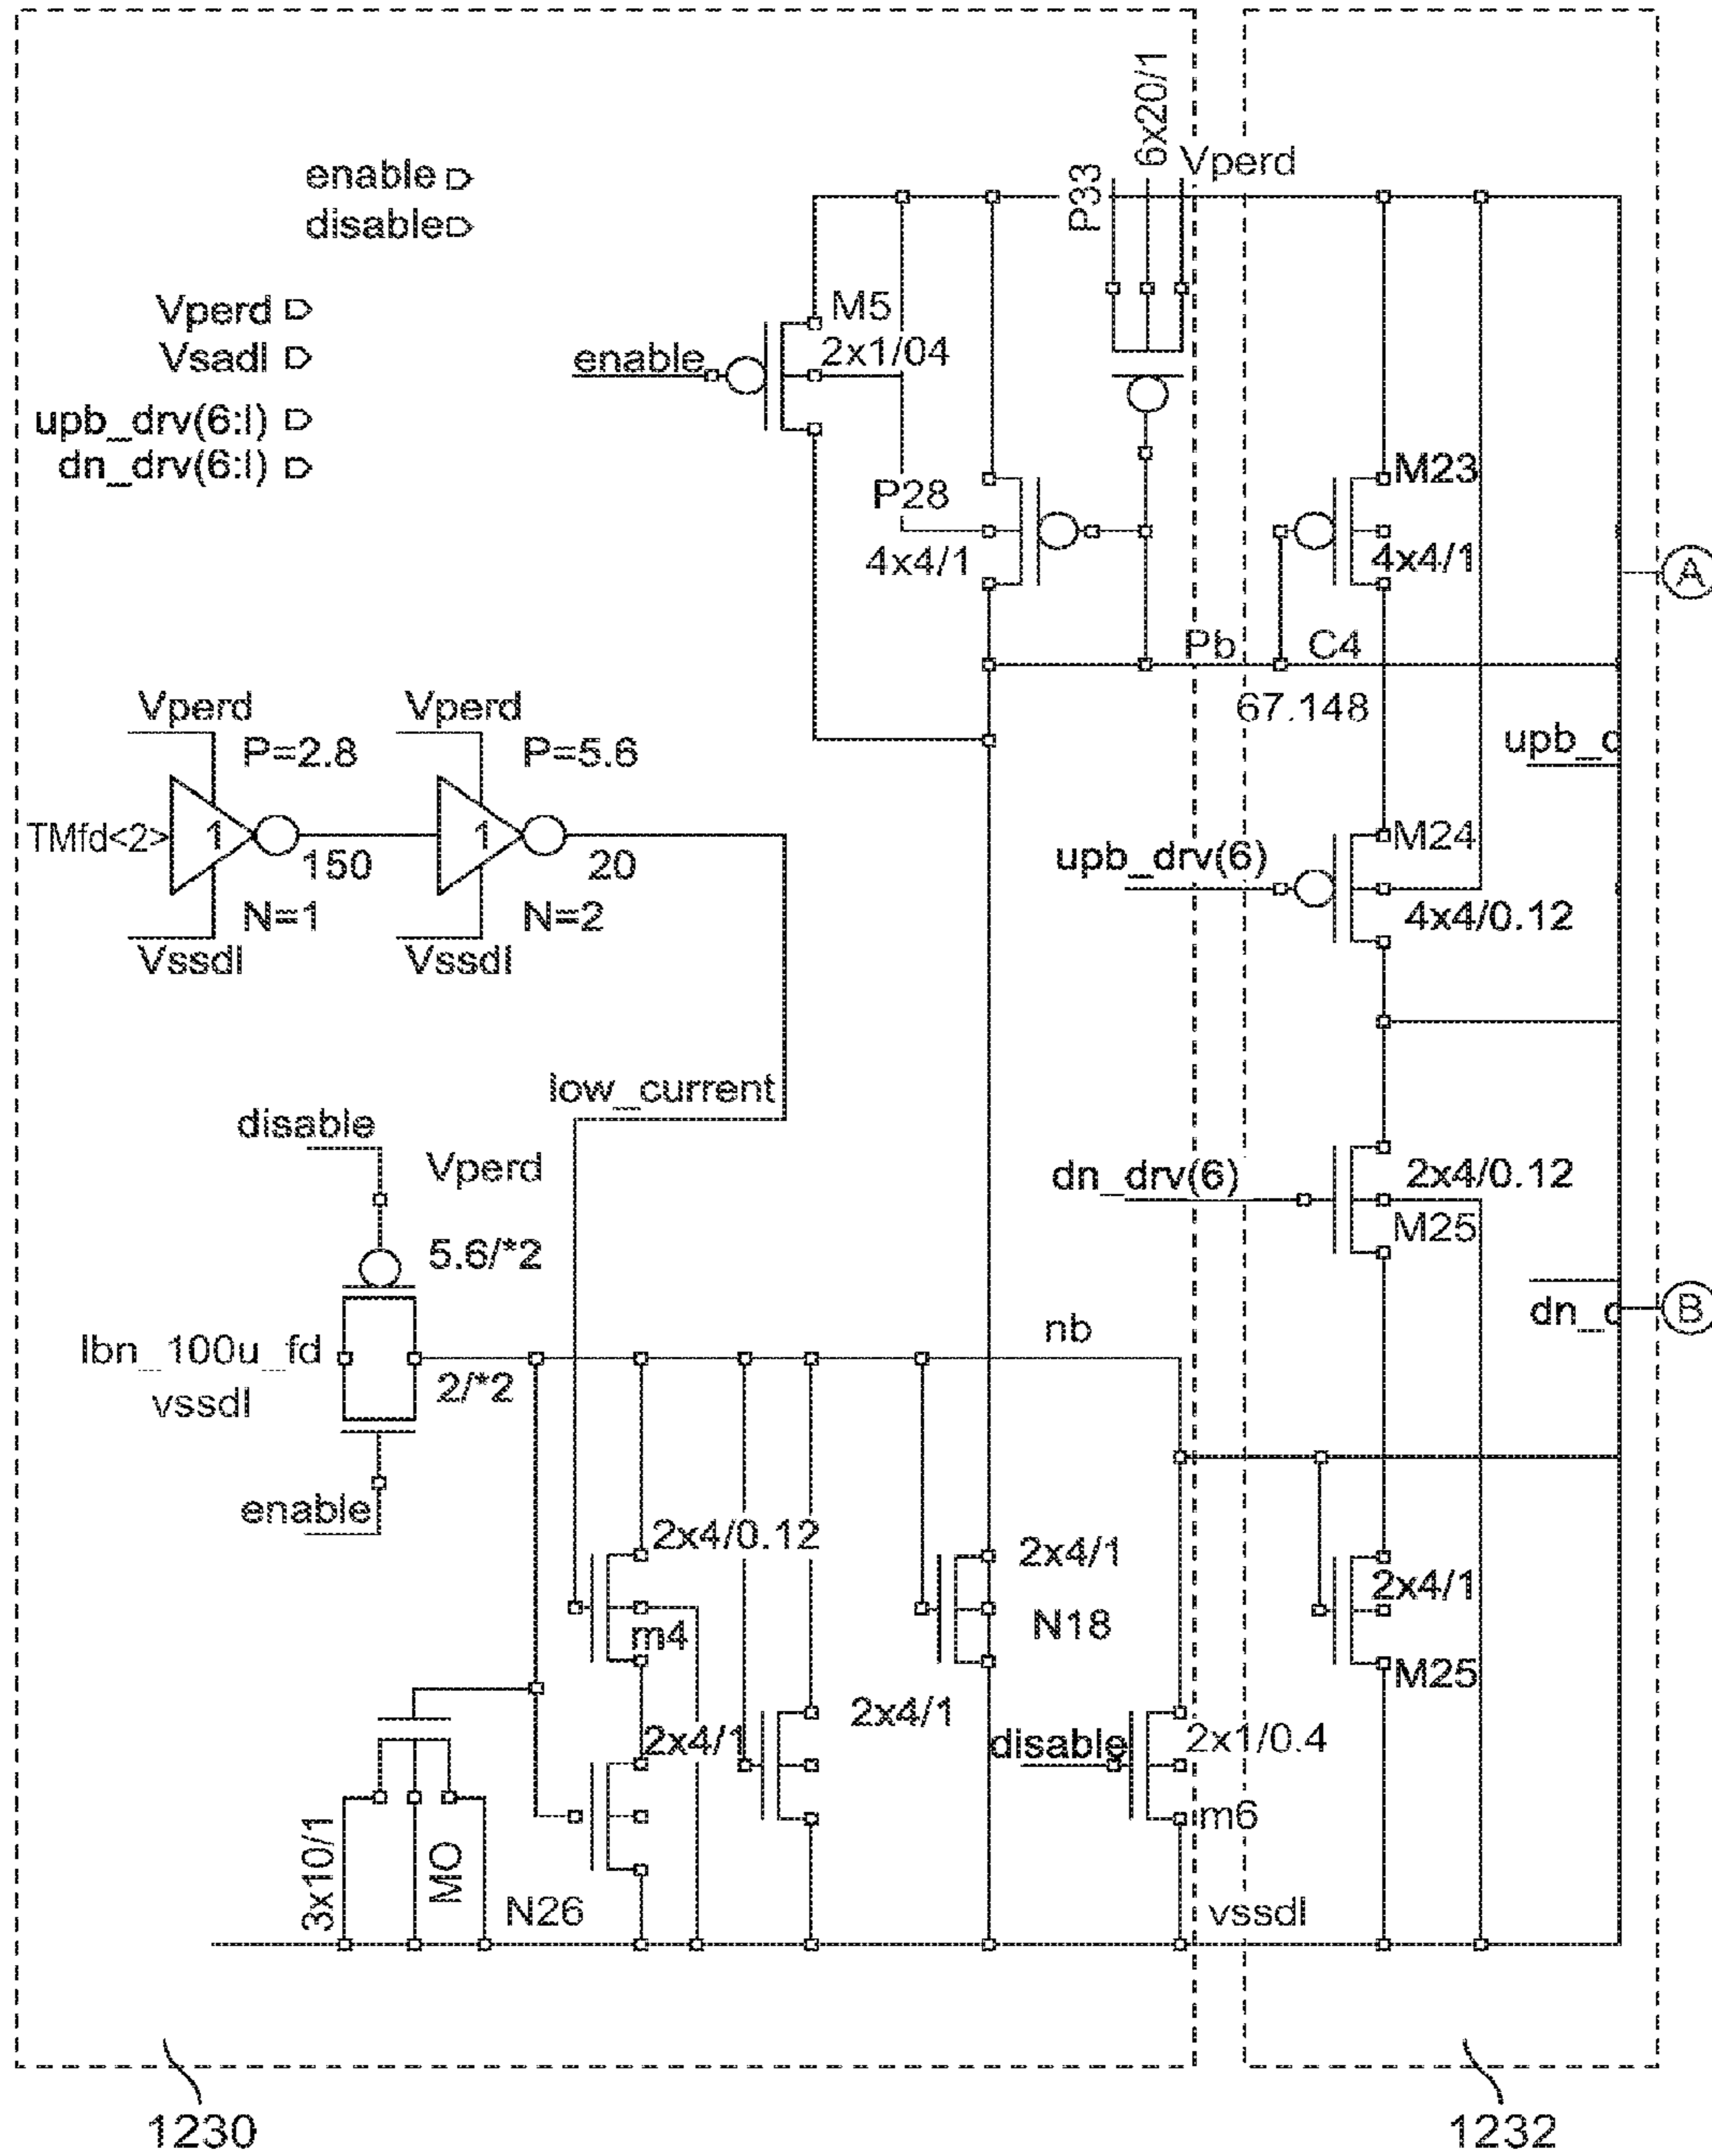 enable
disable
Vperd
Vsadl
upb_drv(6:l)
dn_drv(6:l)
6x20/1
P33
Vperd
M5
2x1/04
enable
P28
4x4/1
M23
4x4/1
A
Pb
C4
67.148
upb_d
Vperd
P=2.8
Vperd
P=5.6
TMfd<2>
1
150
1
20
N=1
N=2
Vssdl
Vssdl
upb_drv(6)
M24
4x4/0.12
low_current
disable
Vperd
5.6/*2
dn_drv(6)
2x4/0.12
M25
dn_d
B
Ibn_100u_fd
vssdl
2/*2
nb
enable
2x4/0.12
m4
2x4/1
N18
2x4/1
M25
2x4/1
2x4/1
disable
2x1/0.4
m6
3x10/1
MO
N26
vssdl
1230
1232